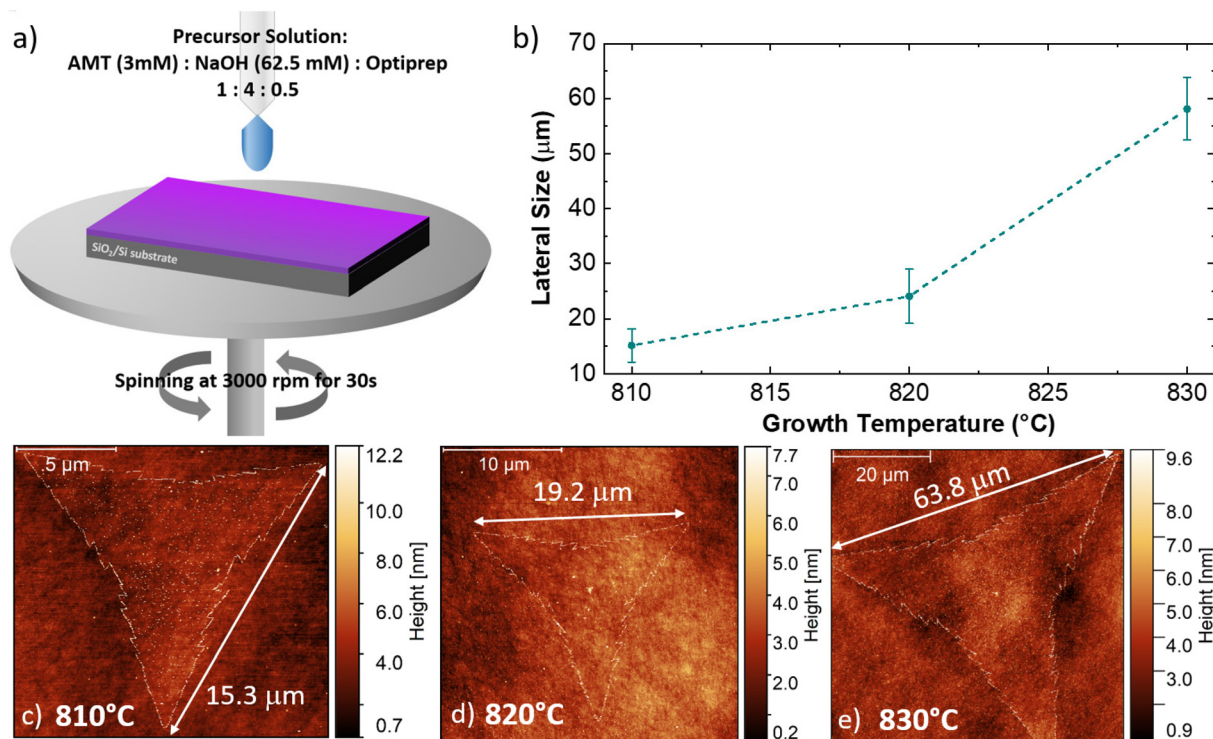 a)
Precursor Solution:
AMT (3mM) : NaOH (62.5 mM) : Optiprep
1 : 4 : 0.5
SiO₂/Si substrate
Spinning at 3000 rpm for 30s
b)
70
60
50
40
30
20
10
Lateral Size (μm)
810
815
820
825
830
Growth Temperature (°C)
5 μm
15.3 μm
c) 810°C
12.2
10.0
8.0
6.0
4.0
0.7
Height [nm]
10 μm
19.2 μm
d) 820°C
7.7
6.0
5.0
4.0
3.0
2.0
0.2
Height [nm]
20 μm
63.8 μm
e) 830°C
9.6
8.0
7.0
6.0
5.0
4.0
3.0
0.9
Height [nm]